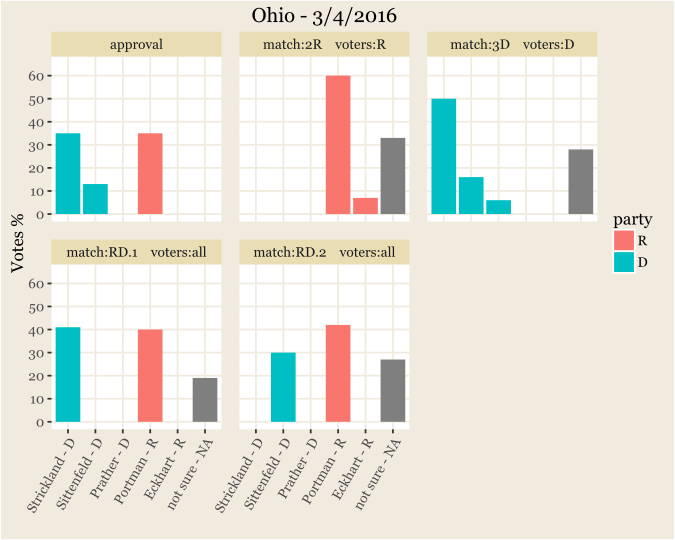 Ohio - 3/4/2016
approval
match:2R voters:R
match:3D voters:D
Votes %
60
50
40
30
20
10
0
party
R
D
match:RD.1 voters:all
match:RD.2 voters:all
60
50
40
30
20
10
0
Strickland - D
Sittenfeld - D
Prather - D
Portman - R
Eckhart - R
not sure - NA
Strickland - D
Sittenfeld - D
Prather - D
Portman - R
Eckhart - R
not sure - NA